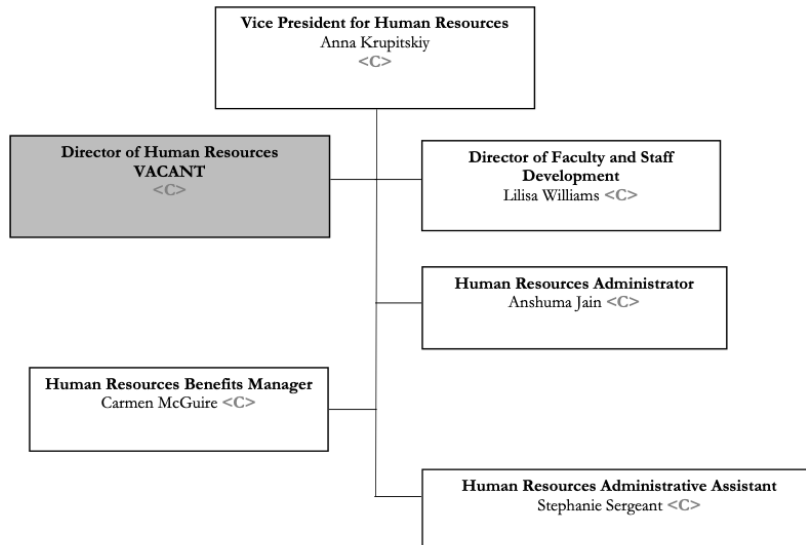 Vice President for Human Resources
Anna Krupitskiy
<C>
Director of Human Resources
VACANT
<C>
Director of Faculty and Staff
Development
Lilisa Williams <C>
Human Resources Administrator
Anshuma Jain <C>
Human Resources Benefits Manager
Carmen McGuire <C>
Human Resources Administrative Assistant
Stephanie Sergeant <C>